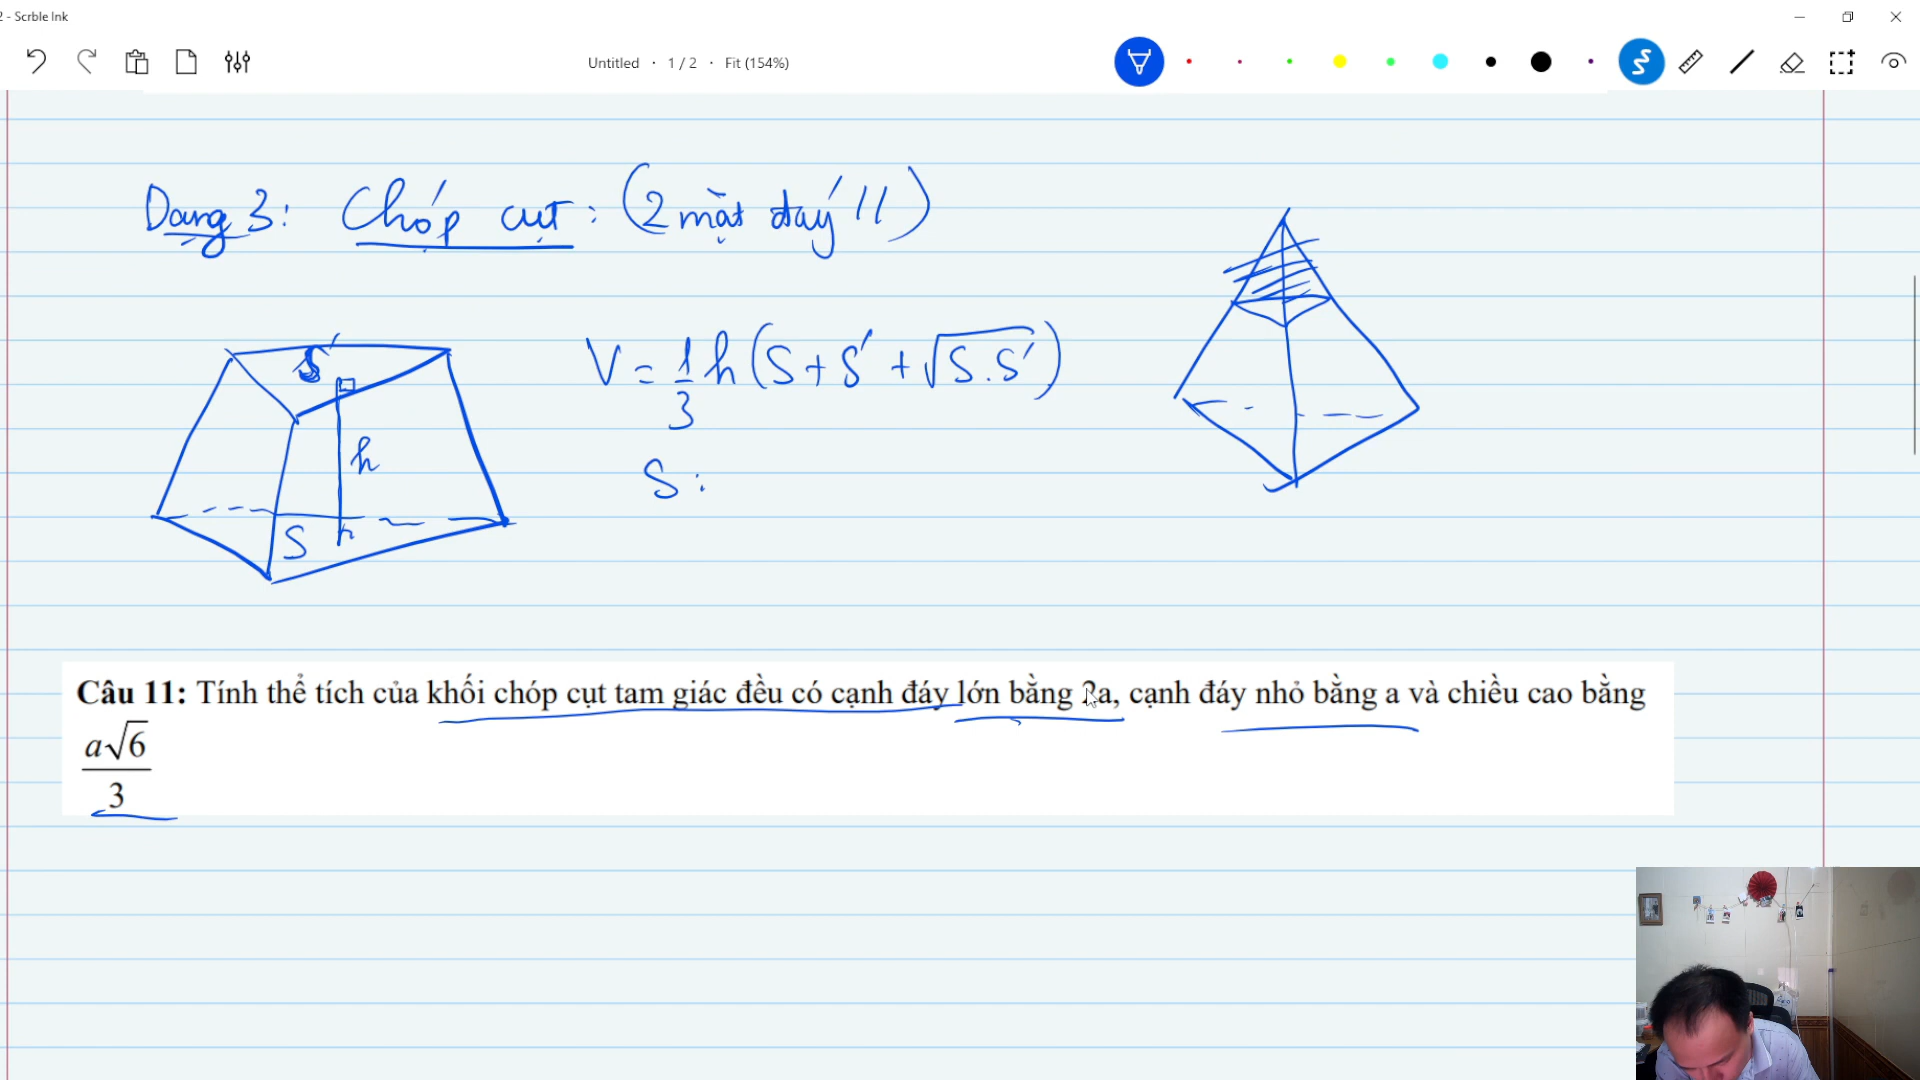 2 - Scrble Ink
Untitled · 1 / 2 · Fit (154%)
Dạng 3: Chóp cụt: (2 mặt đáy //)
S'
V = 1/3 h (S + S' + √S.S')
h
S :
S
Câu 11: Tính thể tích của khối chóp cụt tam giác đều có cạnh đáy lớn bằng 2a, cạnh đáy nhỏ bằng a và chiều cao bằng
a√6
3